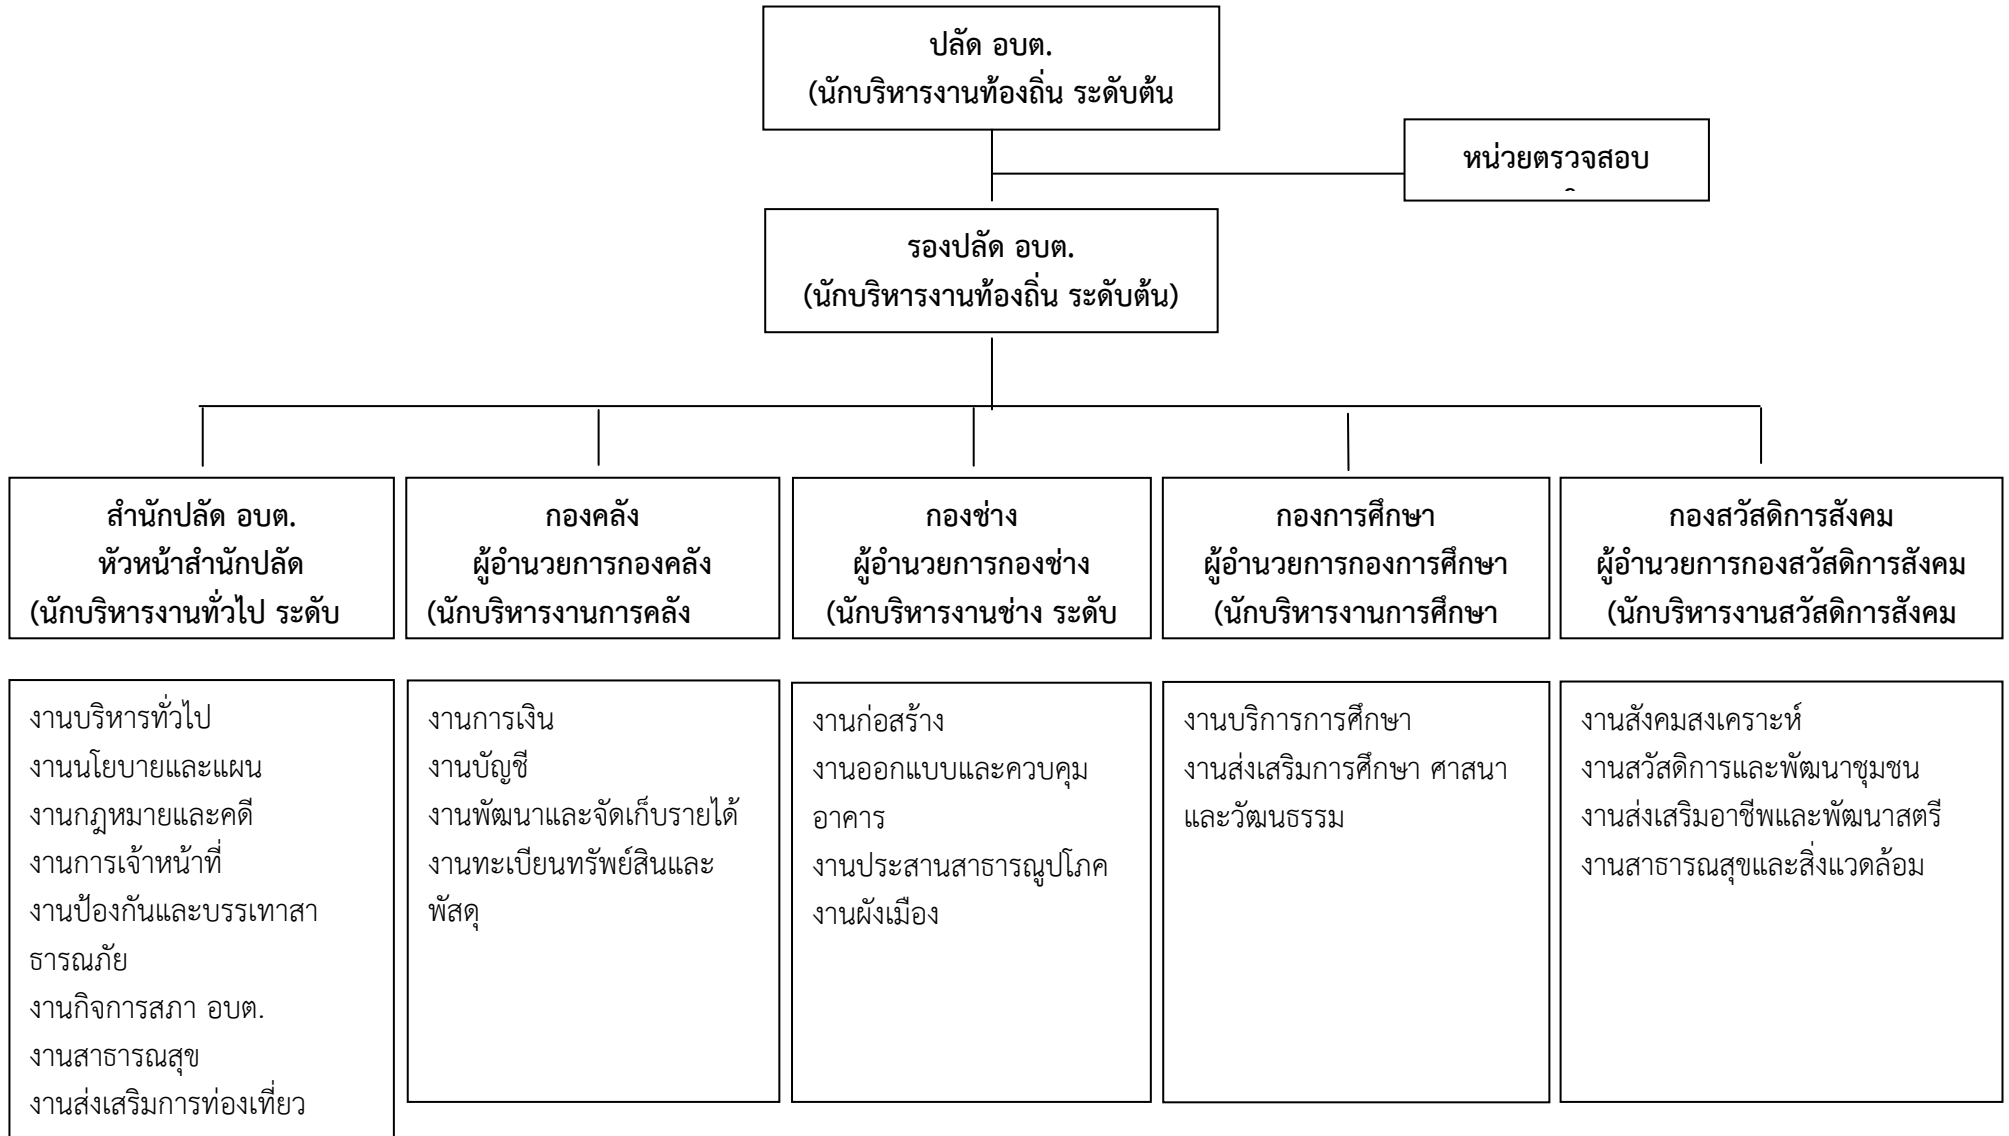 ปลัด อบต.
(นักบริหารงานท้องถิ่น ระดับต้น
หน่วยตรวจสอบ
รองปลัด อบต.
(นักบริหารงานท้องถิ่น ระดับต้น)
สำนักปลัด อบต.
หัวหน้าสำนักปลัด
(นักบริหารงานทั่วไป ระดับ
กองคลัง
ผู้อำนวยการกองคลัง
(นักบริหารงานการคลัง
กองช่าง
ผู้อำนวยการกองช่าง
(นักบริหารงานช่าง ระดับ
กองการศึกษา
ผู้อำนวยการกองการศึกษา
(นักบริหารงานการศึกษา
กองสวัสดิการสังคม
ผู้อำนวยการกองสวัสดิการสังคม
(นักบริหารงานสวัสดิการสังคม
งานบริหารทั่วไป
งานนโยบายและแผน
งานกฎหมายและคดี
งานการเจ้าหน้าที่
งานป้องกันและบรรเทาสา
ธารณภัย
งานกิจการสภา อบต.
งานสาธารณสุข
งานส่งเสริมการท่องเที่ยว
งานการเงิน
งานบัญชี
งานพัฒนาและจัดเก็บรายได้
งานทะเบียนทรัพย์สินและ
พัสดุ
งานก่อสร้าง
งานออกแบบและควบคุม
อาคาร
งานประสานสาธารณูปโภค
งานผังเมือง
งานบริการการศึกษา
งานส่งเสริมการศึกษา ศาสนา
และวัฒนธรรม
งานสังคมสงเคราะห์
งานสวัสดิการและพัฒนาชุมชน
งานส่งเสริมอาชีพและพัฒนาสตรี
งานสาธารณสุขและสิ่งแวดล้อม